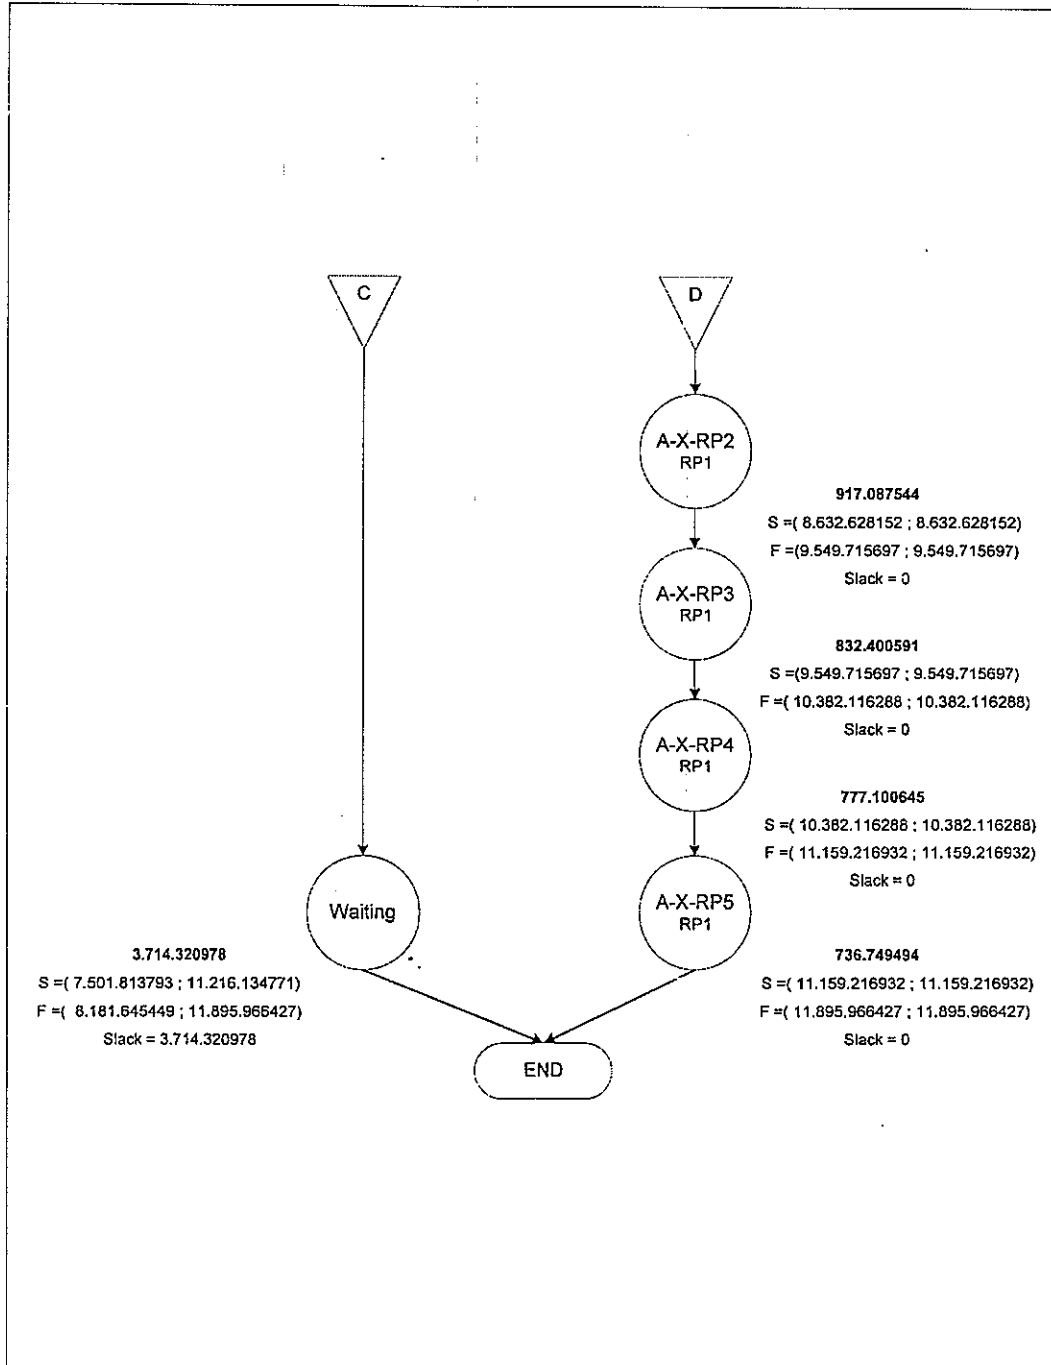 C
D
A-X-RP2
RP1
917.087544
S =( 8.632.628152 ; 8.632.628152)
F =(9.549.715697 ; 9.549.715697)
Slack = 0
A-X-RP3
RP1
832.400591
S =(9.549.715697 ; 9.549.715697)
F =( 10.382.116288 ; 10.382.116288)
Slack = 0
A-X-RP4
RP1
777.100645
S =( 10.382.116288 ; 10.382.116288)
F =( 11.159.216932 ; 11.159.216932)
Slack = 0
Waiting
A-X-RP5
RP1
3.714.320978
S =( 7.501.813793 ; 11.216.134771)
F =( 8.181.645449 ; 11.895.966427)
Slack = 3.714.320978
736.749494
S =( 11.159.216932 ; 11.159.216932)
F =( 11.895.966427 ; 11.895.966427)
Slack = 0
END